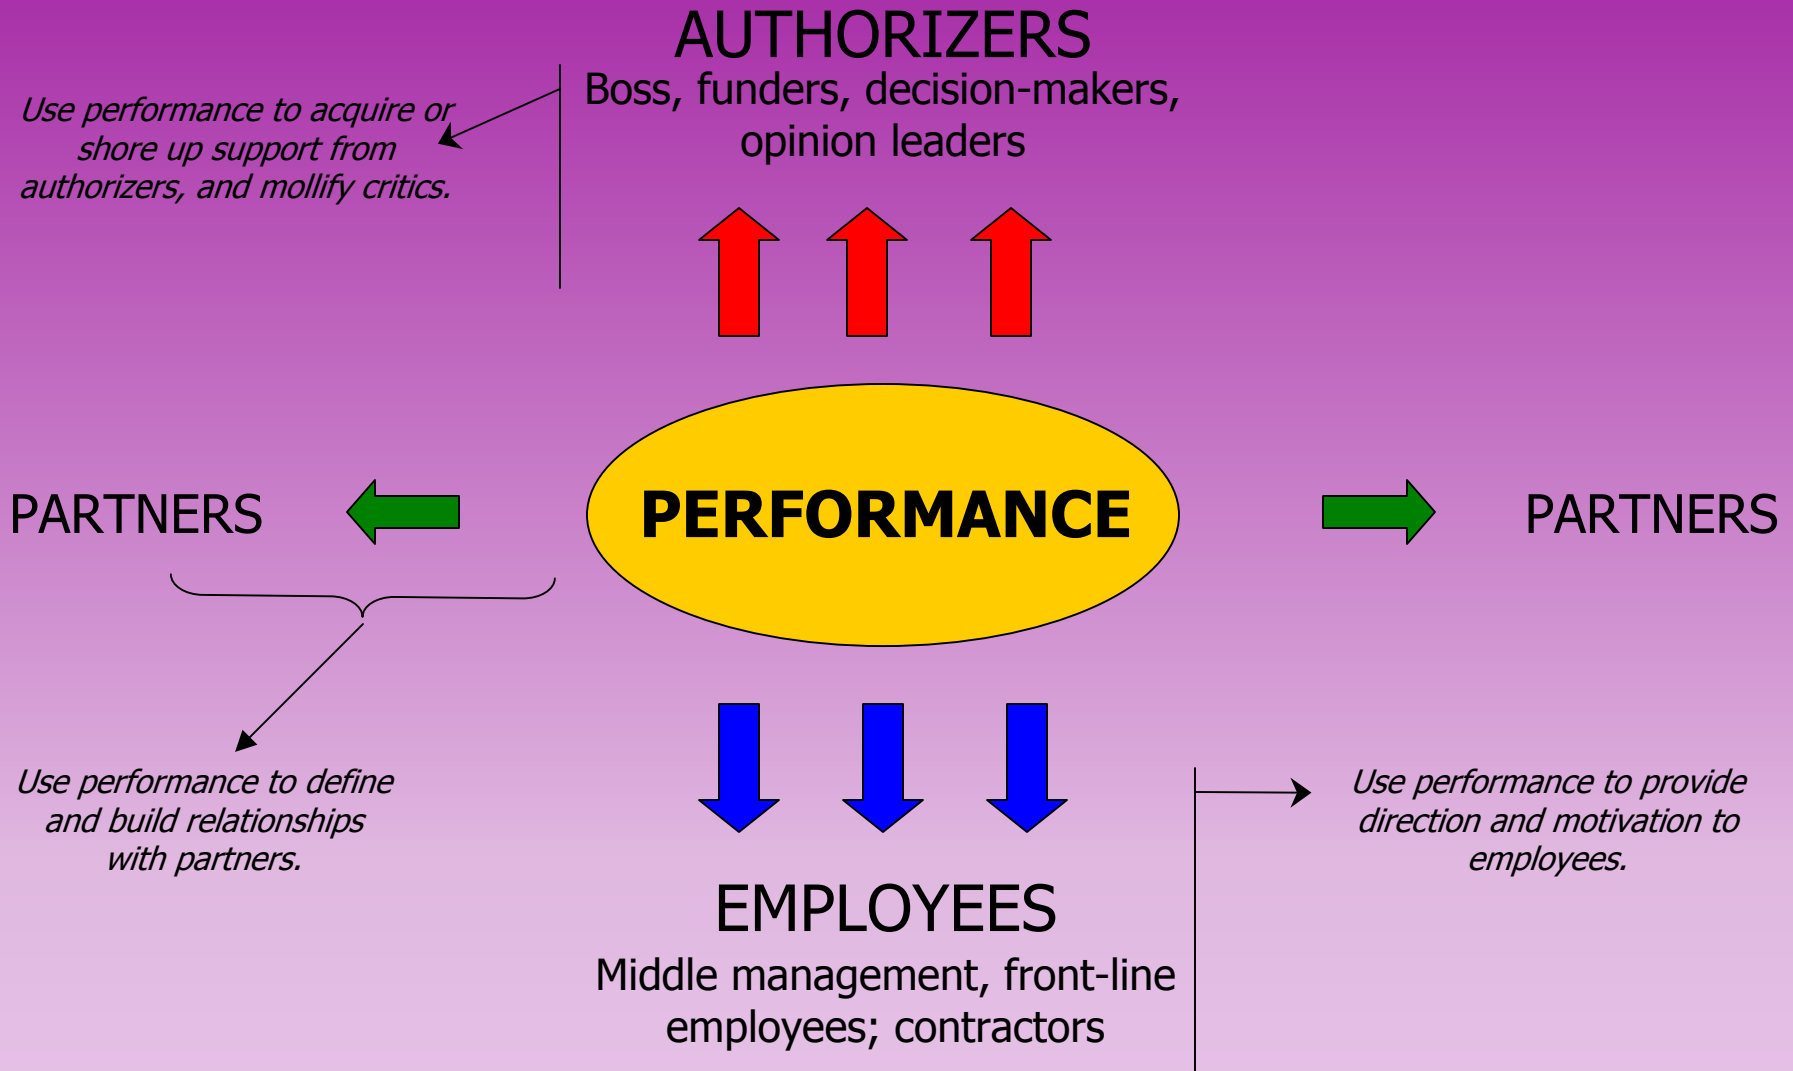 AUTHORIZERS
Boss, funders, decision-makers,
opinion leaders
Use performance to acquire or
shore up support from
authorizers, and mollify critics.
PARTNERS
PERFORMANCE
PARTNERS
Use performance to define
and build relationships
with partners.
Use performance to provide
direction and motivation to
employees.
EMPLOYEES
Middle management, front-line
employees; contractors